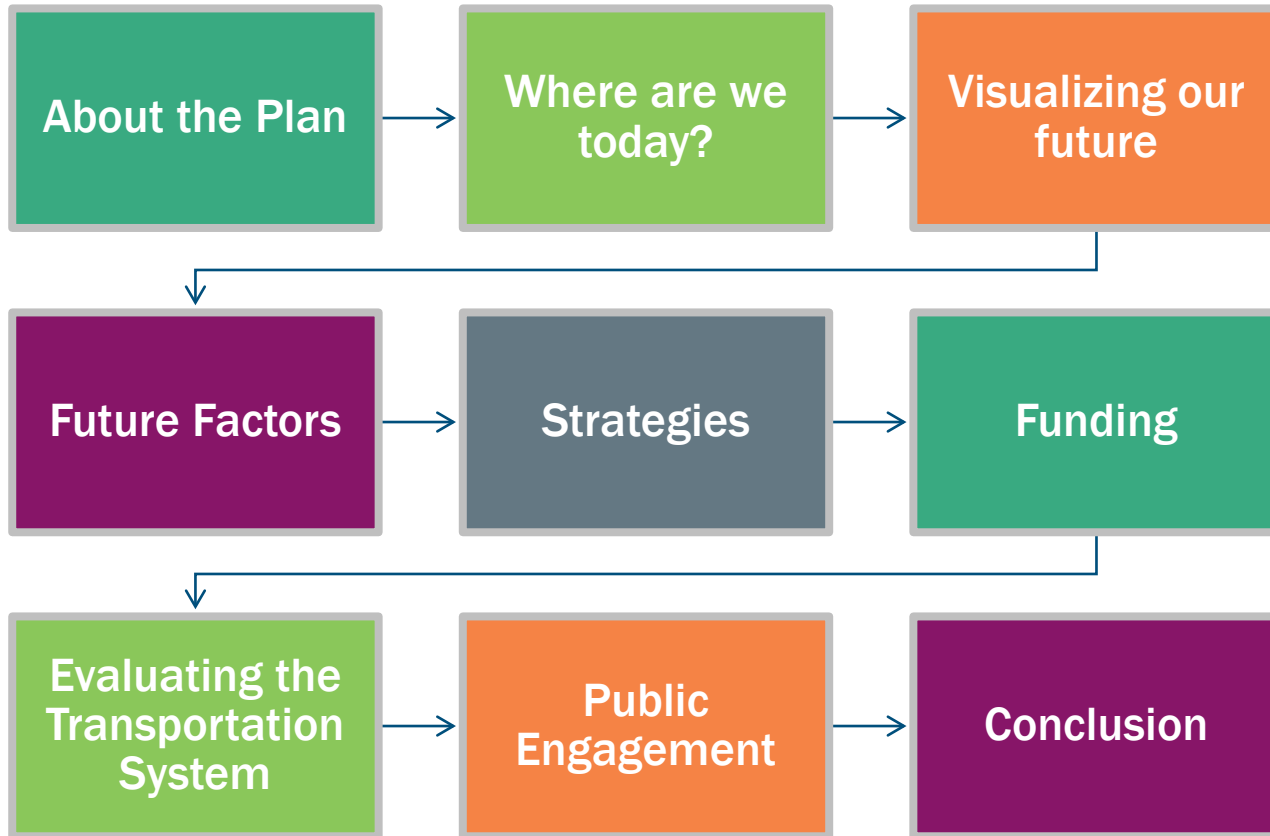 About the Plan
Where are we
today?
Visualizing our
future
Future Factors
Strategies
Funding
Evaluating the
Transportation
System
Public
Engagement
Conclusion